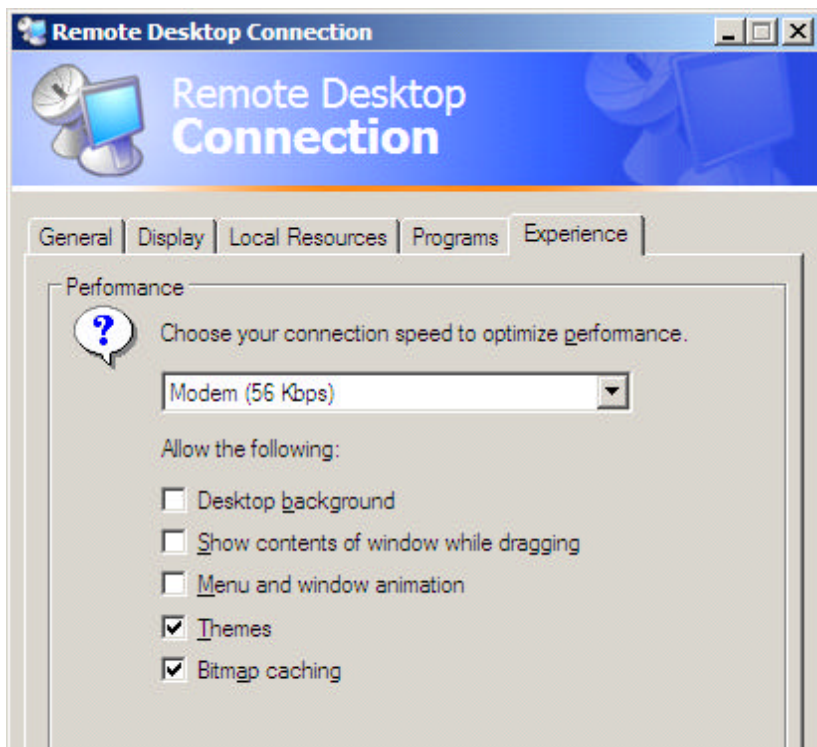 Remote Desktop Connection
Remote Desktop
Connection
General Display Local Resources Programs Experience
Performance
?
Choose your connection speed to optimize performance.
Modem (56 Kbps)
Allow the following:
Desktop background
Show contents of window while dragging
Menu and window animation
Themes
Bitmap caching